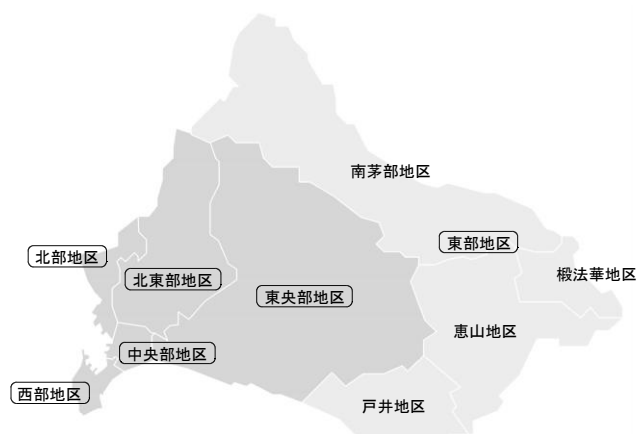 南茅部地区
東部地区
北部地区
椴法華地区
北東部地区
東央部地区
恵山地区
中央部地区
西部地区
戸井地区